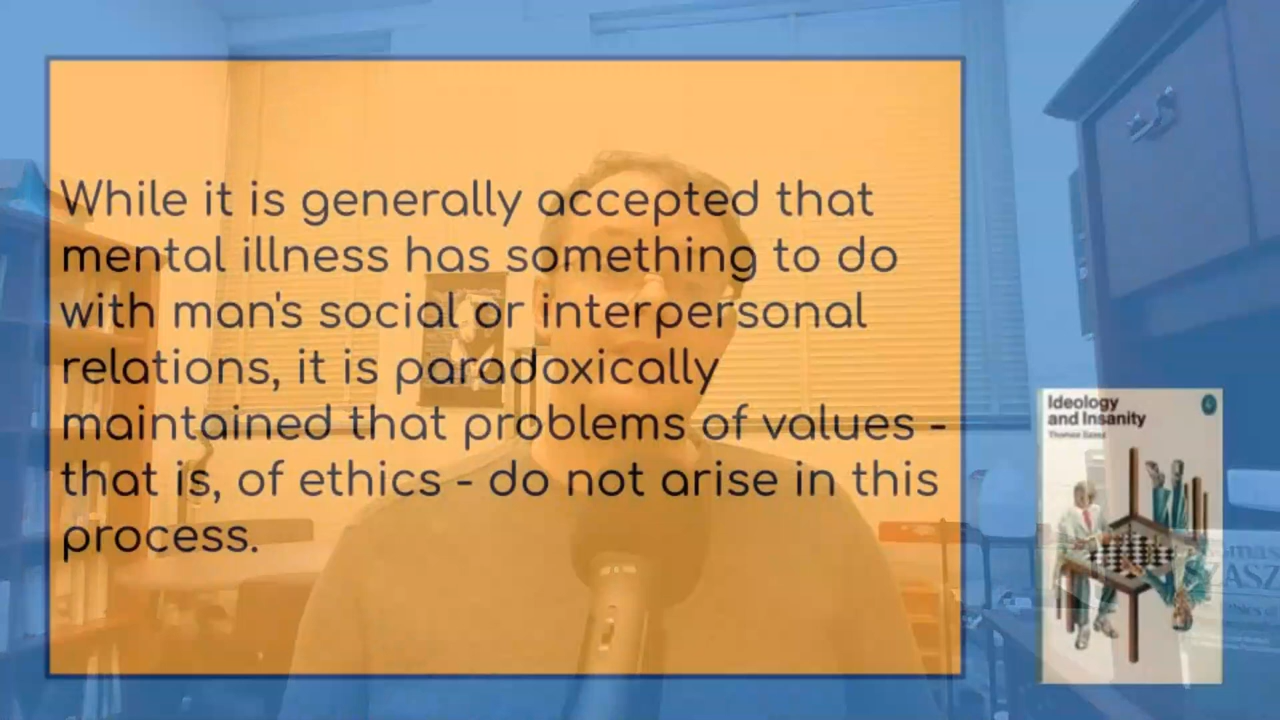 While it is generally accepted that
mental illness has something to do
with man's social or interpersonal
relations, it is paradoxically
maintained that problems of values -
that is, of ethics - do not arise in this
process.
Ideology
and Insanity
Thomas Szasz